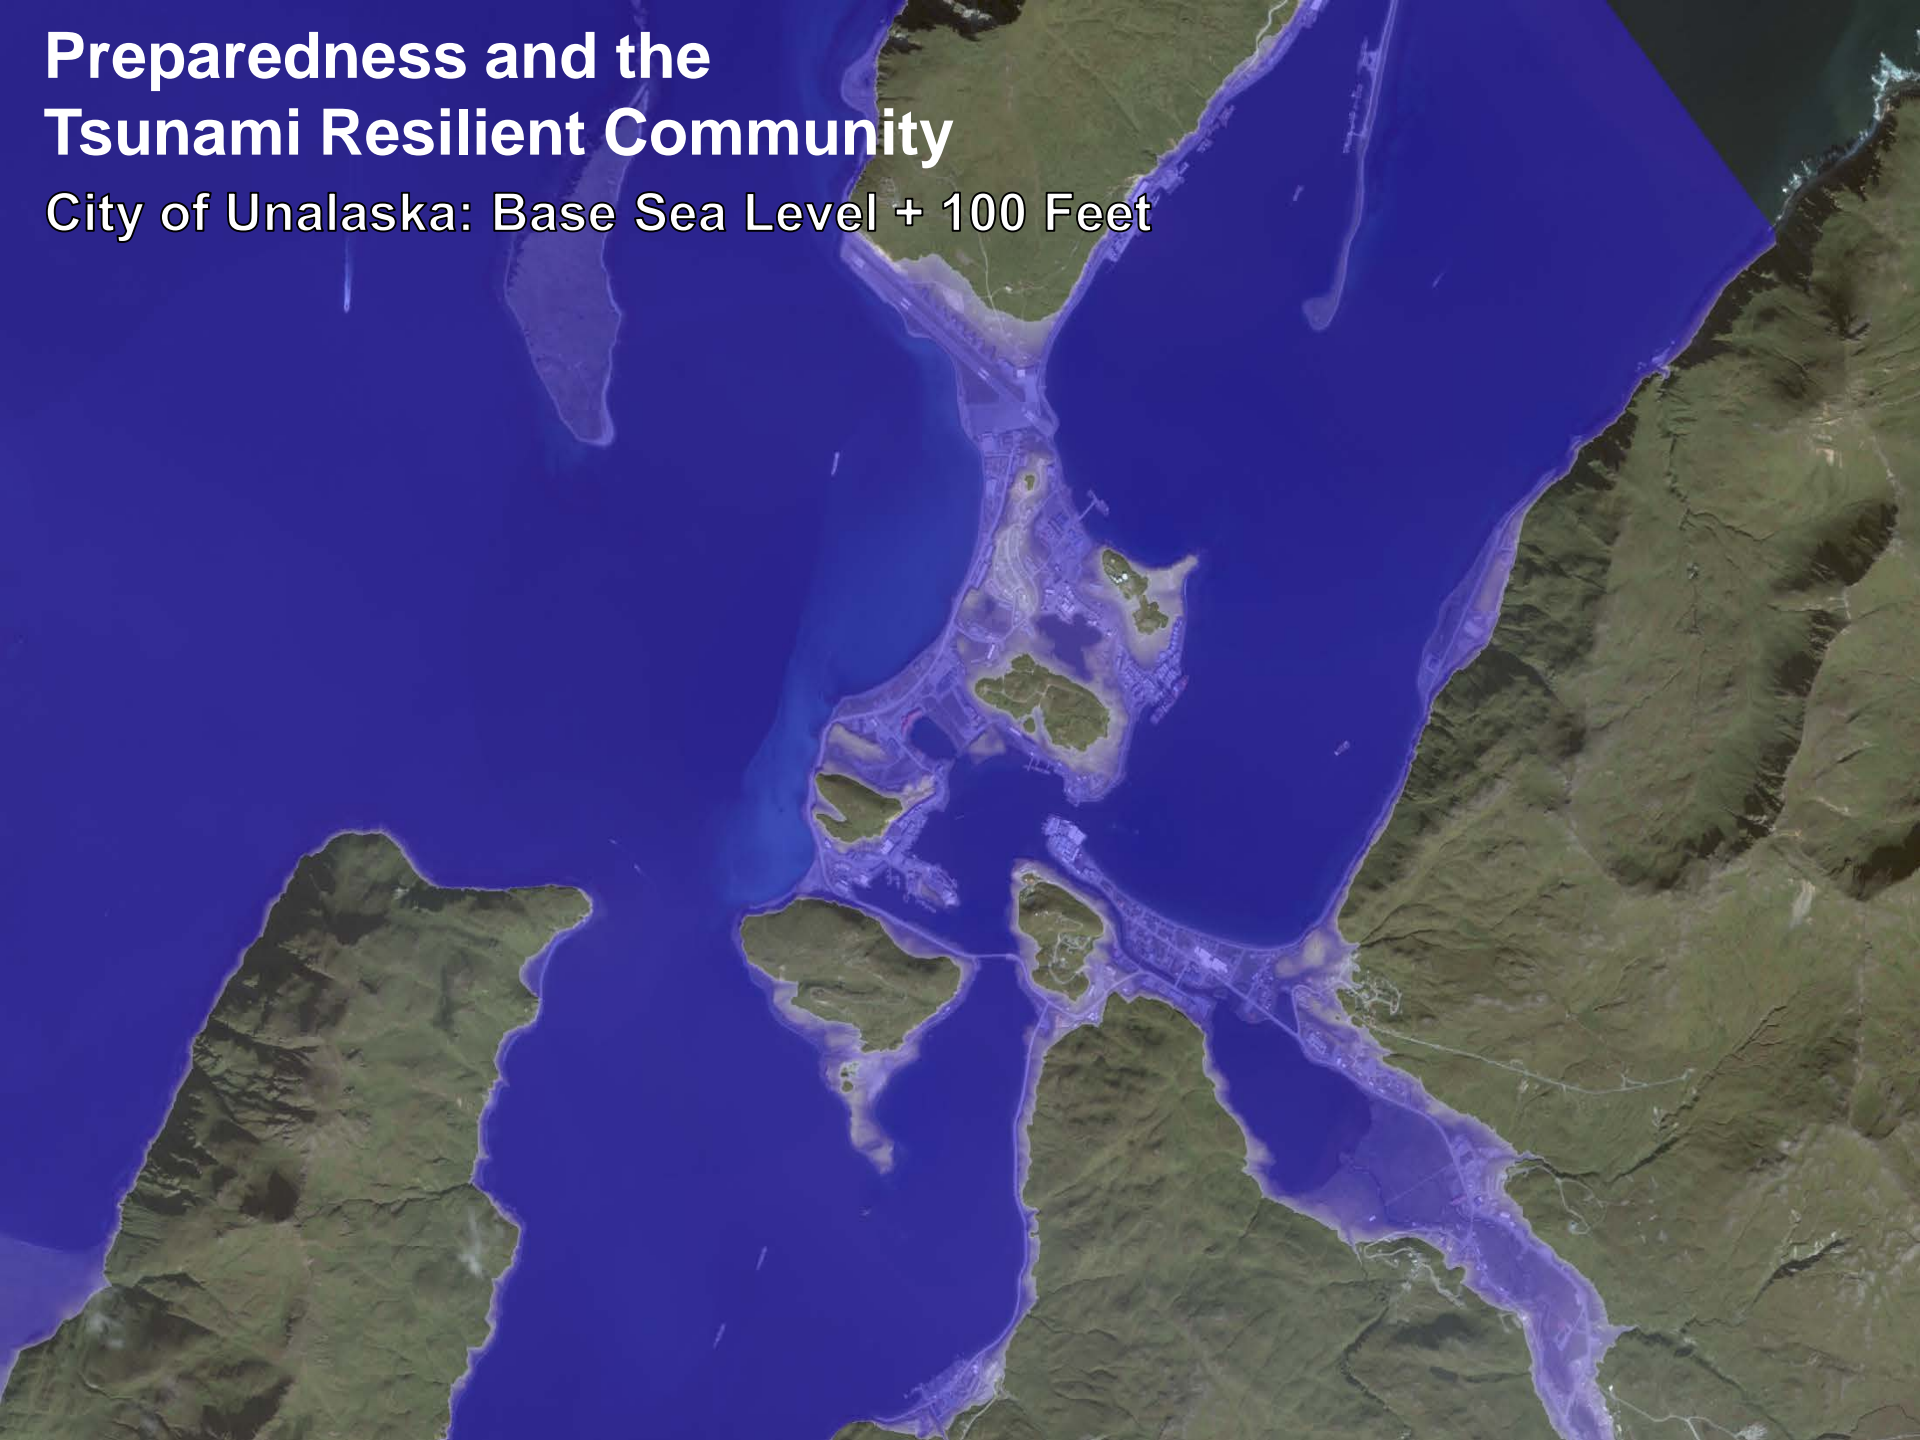 Preparedness and the
Tsunami Resilient Community
City of Unalaska: Base Sea Level + 100 Feet